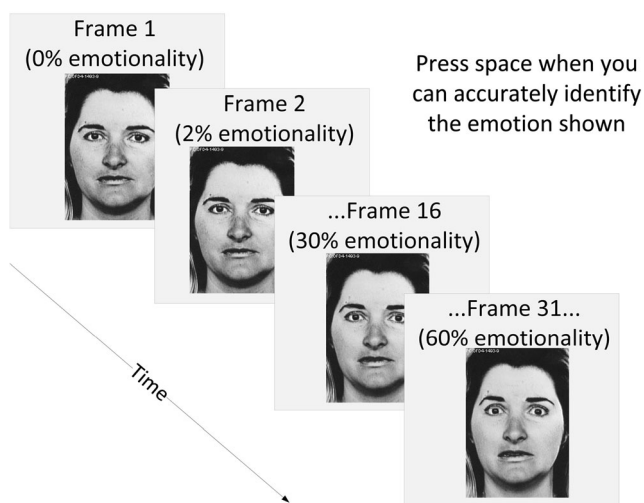 Frame 1
(0% emotionality)
Frame 2
(2% emotionality)
...Frame 16
(30% emotionality)
...Frame 31...
(60% emotionality)
Press space when you
can accurately identify
the emotion shown
Time